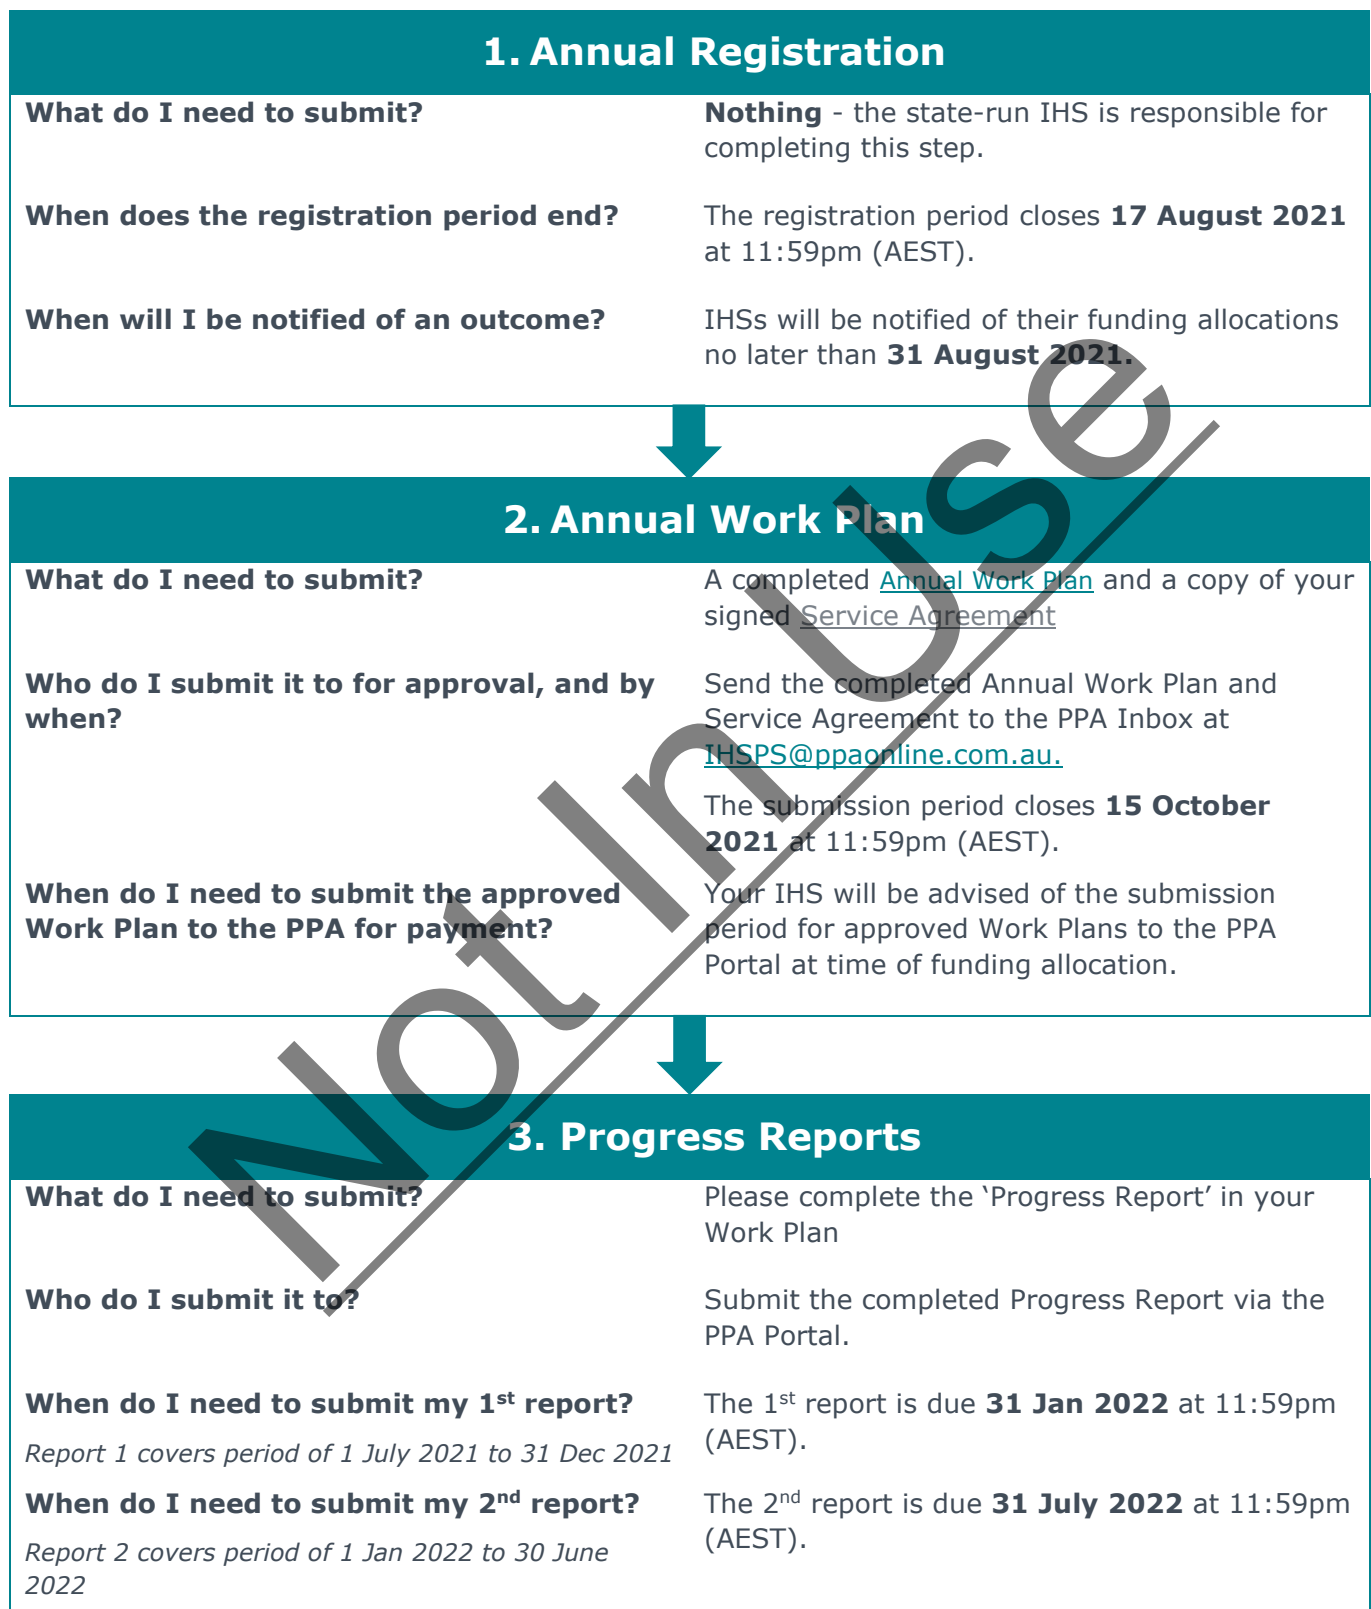 1. Annual Registration
What do I need to submit?
Nothing - the state-run IHS is responsible for
completing this step.
When does the registration period end?
The registration period closes 17 August 2021
at 11:59pm (AEST).
When will I be notified of an outcome?
IHSs will be notified of their funding allocations
no later than 31 August 2021.
2. Annual Work Plan
What do I need to submit?
A completed Annual Work Plan and a copy of your
signed Service Agreement
Who do I submit it to for approval, and by
when?
Send the completed Annual Work Plan and
Service Agreement to the PPA Inbox at
IHSPS@ppaonline.com.au.
The submission period closes 15 October
2021 at 11:59pm (AEST).
When do I need to submit the approved
Work Plan to the PPA for payment?
Your IHS will be advised of the submission
period for approved Work Plans to the PPA
Portal at time of funding allocation.
3. Progress Reports
What do I need to submit?
Please complete the ‘Progress Report’ in your
Work Plan
Who do I submit it to?
Submit the completed Progress Report via the
PPA Portal.
When do I need to submit my 1st report?
Report 1 covers period of 1 July 2021 to 31 Dec 2021
The 1st report is due 31 Jan 2022 at 11:59pm
(AEST).
When do I need to submit my 2nd report?
Report 2 covers period of 1 Jan 2022 to 30 June
2022
The 2nd report is due 31 July 2022 at 11:59pm
(AEST).
Not In Use